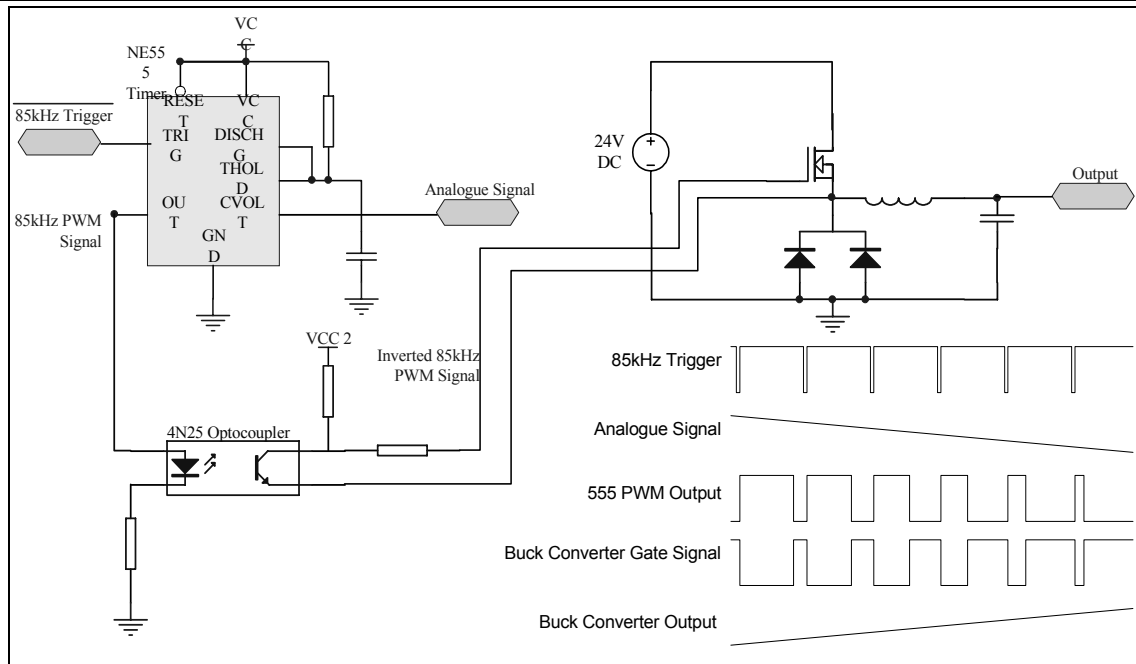 VC
C
NE55
5
Timer
85kHz Trigger
RESE
T
VC
C
TRI
G
DISCH
G
THOL
D
OU
T
CVOL
T
GN
D
85kHz PWM
Signal
Analogue Signal
24V
DC
+
−
Output
VCC 2
Inverted 85kHz
PWM Signal
4N25 Optocoupler
85kHz Trigger
Analogue Signal
555 PWM Output
Buck Converter Gate Signal
Buck Converter Output